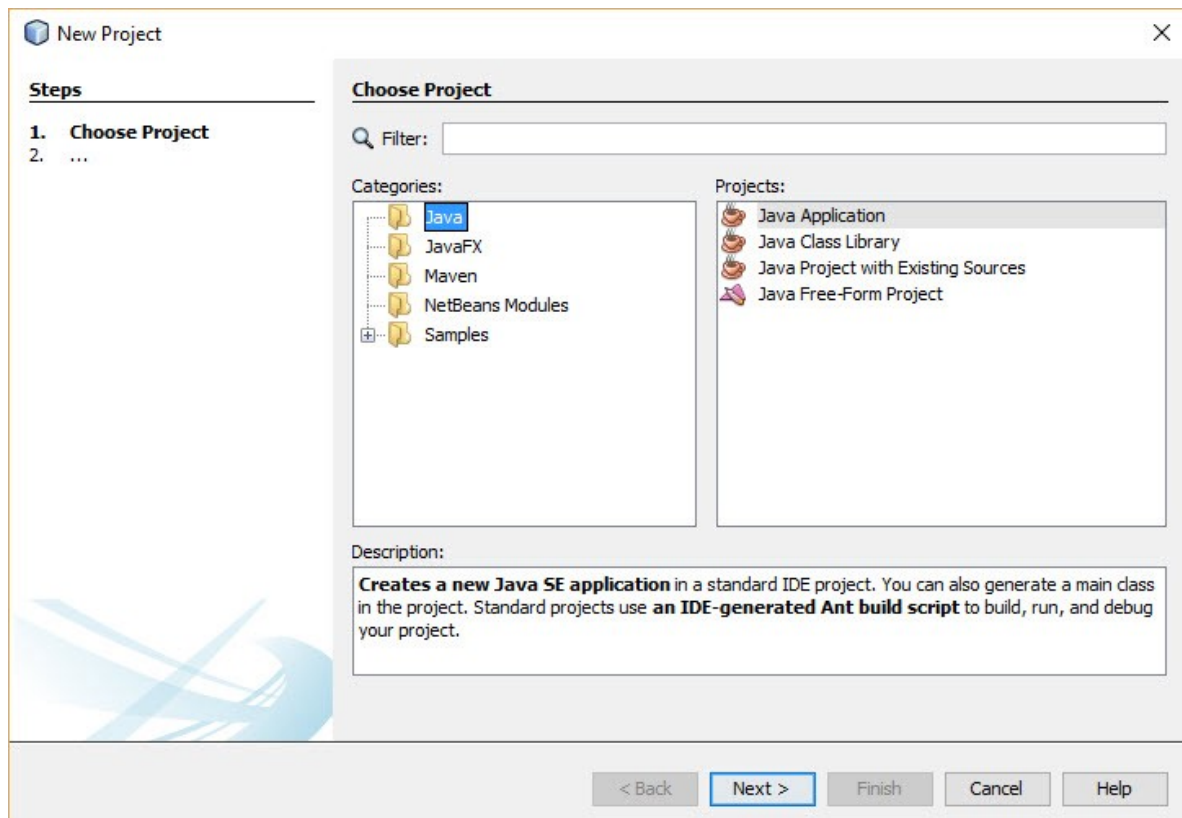 New Project
Steps
1. Choose Project
2. ...
Choose Project
Filter:
Categories:
Java
JavaFX
Maven
NetBeans Modules
Samples
Projects:
Java Application
Java Class Library
Java Project with Existing Sources
Java Free-Form Project
Description:
Creates a new Java SE application in a standard IDE project. You can also generate a main class
in the project. Standard projects use an IDE-generated Ant build script to build, run, and debug
your project.
< Back
Next >
Finish
Cancel
Help